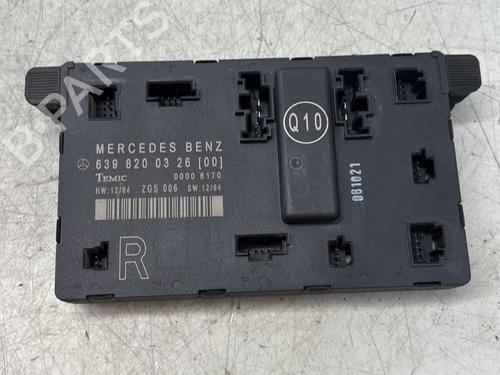 MERCEDES BENZ
639 820 03 26 [00]
TEMIC 0000 6170
HW:12/04 ZGS 006 SW:12/04
R
Q10
081021
B-PARTS